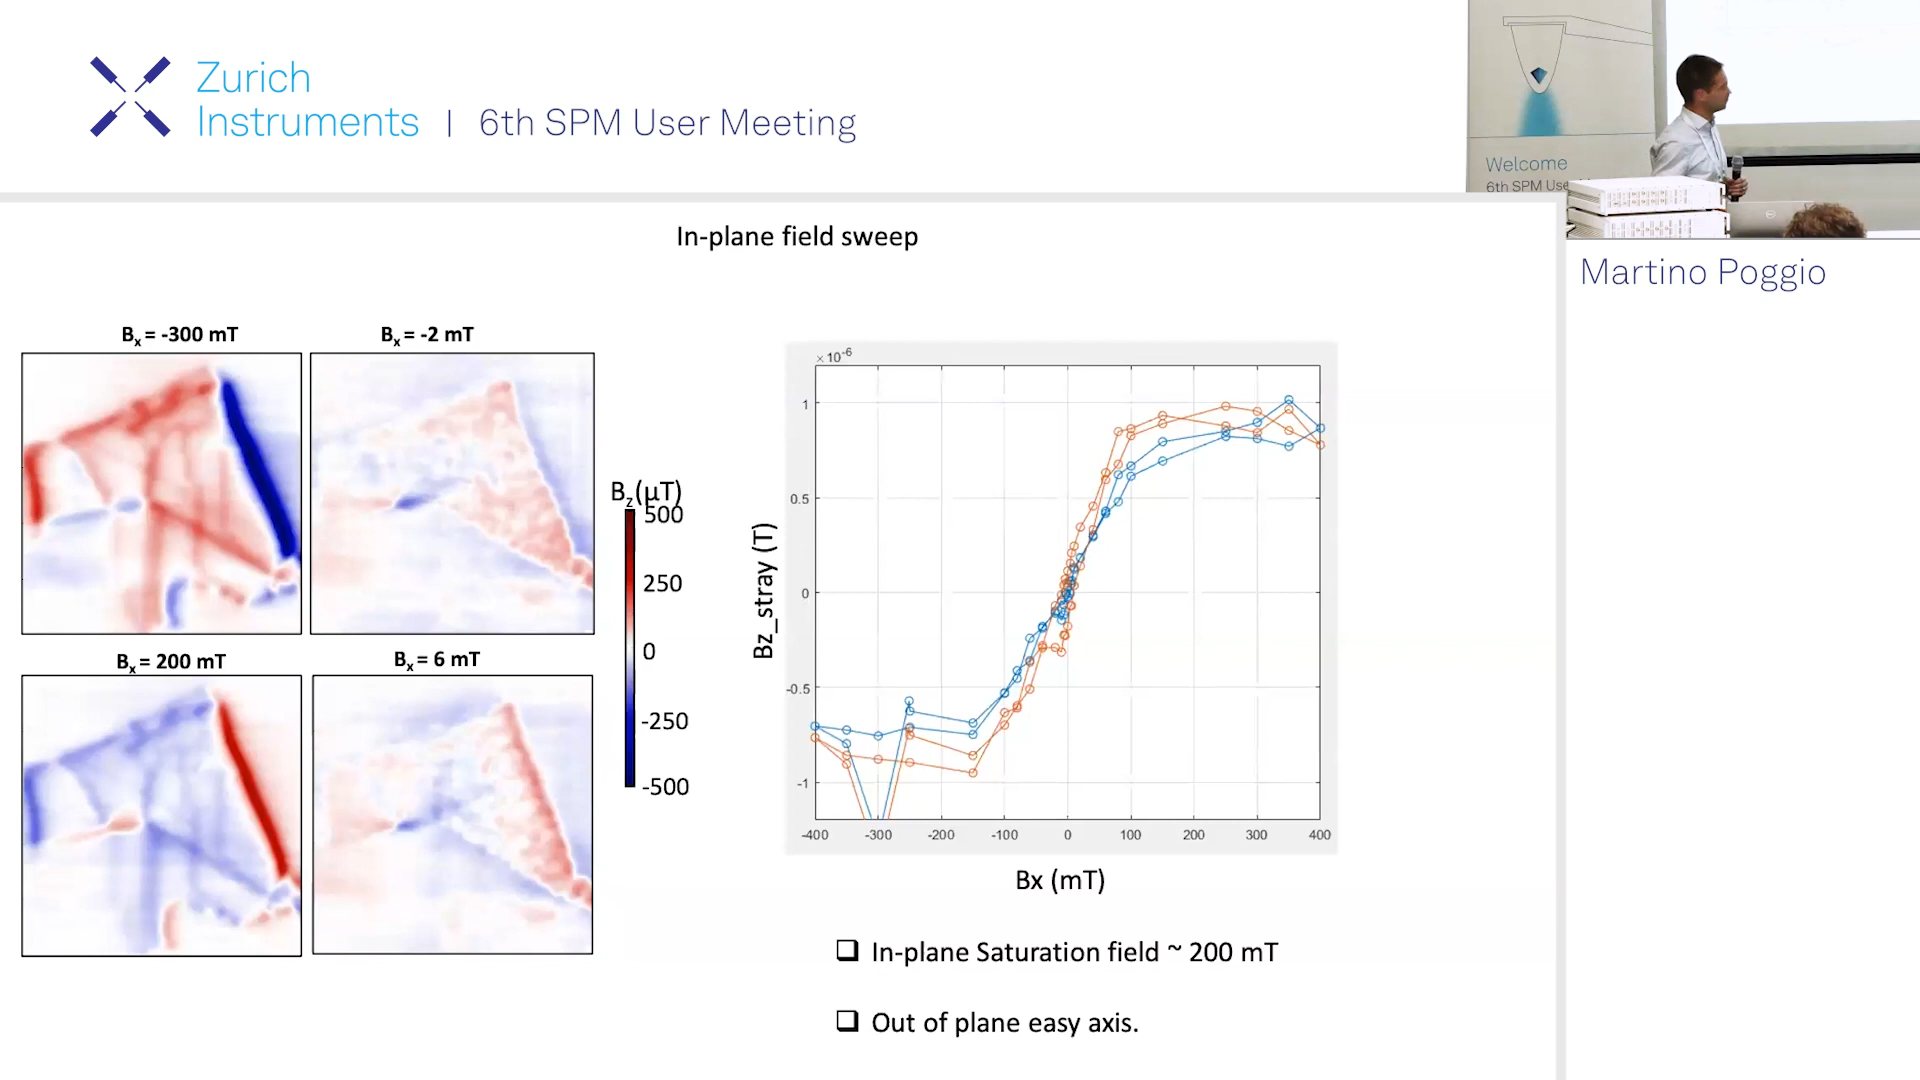 Zurich
Instruments | 6th SPM User Meeting
Welcome
6th SPM Use
Martino Poggio
In-plane field sweep
Bx = -300 mT
Bx = -2 mT
Bx = 200 mT
Bx = 6 mT
Bz(µT)
500
250
0
-250
-500
×10-6
1
0.5
0
-0.5
-1
-400 -300 -200 -100 0 100 200 300 400
Bz_stray (T)
Bx (mT)
❑ In-plane Saturation field ~ 200 mT
❑ Out of plane easy axis.